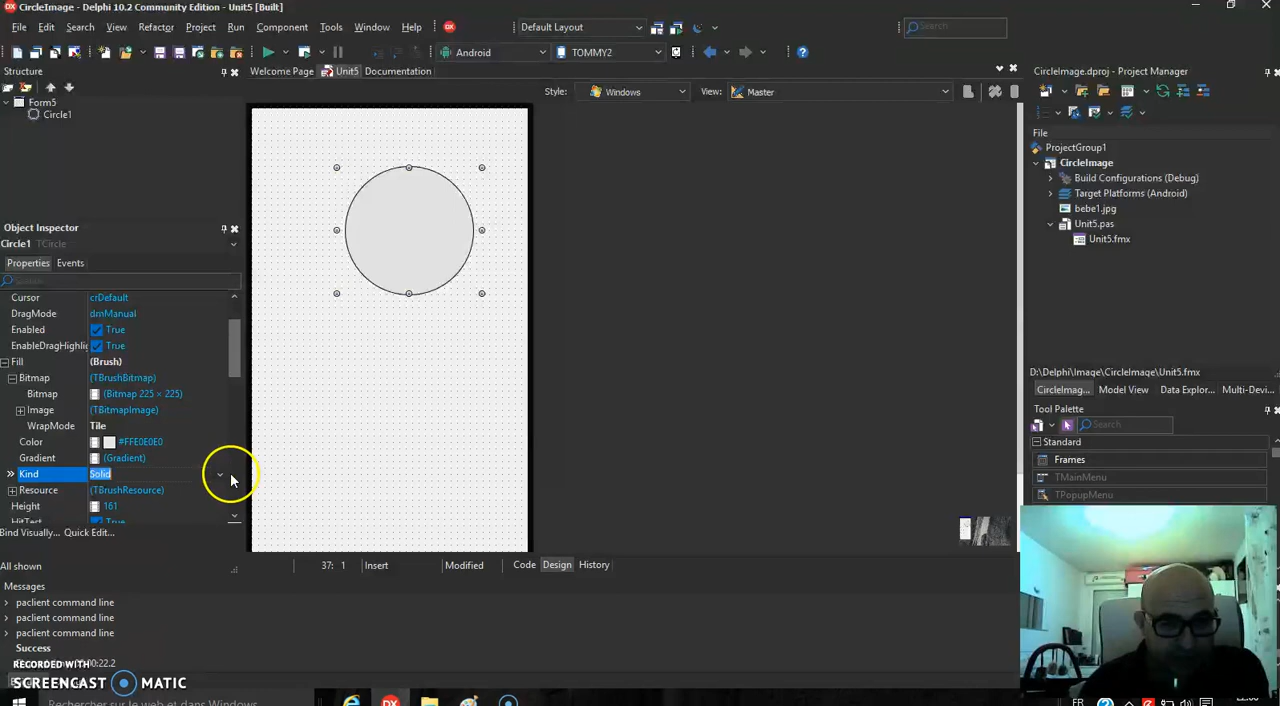 CircleImage - Delphi 10.2 Community Edition - Unit5 [Built]
File Edit Search View Refactor Project Run Component Tools Window Help
Default Layout
Search
Android
TOMMY2
Structure
Welcome Page Unit5 Documentation
CircleImage.dproj - Project Manager
Style: Windows View: Master
Form5
Circle1
File
ProjectGroup1
CircleImage
Build Configurations (Debug)
Target Platforms (Android)
bebe1.jpg
Unit5.pas
Unit5.fmx
Object Inspector
Circle1 TCircle
Properties Events
Cursor crDefault
DragMode dmManual
Enabled True
EnableDragHighlig True
Fill (Brush)
Bitmap (TBrushBitmap)
Bitmap (Bitmap 225 × 225)
Image (TBitmapImage)
WrapMode Tile
Color #FFE0E0E0
Gradient (Gradient)
Kind Solid
Resource (TBrushResource)
Height 161
HitTest True
Bind Visually... Quick Edit...
All shown
D:\Delphi\Image\CircleImage\Unit5.fmx
CircleImag... Model View Data Explor... Multi-Devi...
Tool Palette
Search
Standard
Frames
TMainMenu
TPopupMenu
37: 1 Insert Modified Code Design History
Messages
paclient command line
paclient command line
paclient command line
Success
RECORDED WITH
SCREENCAST MATIC
Rechercher sur le web et dans Windows
FR